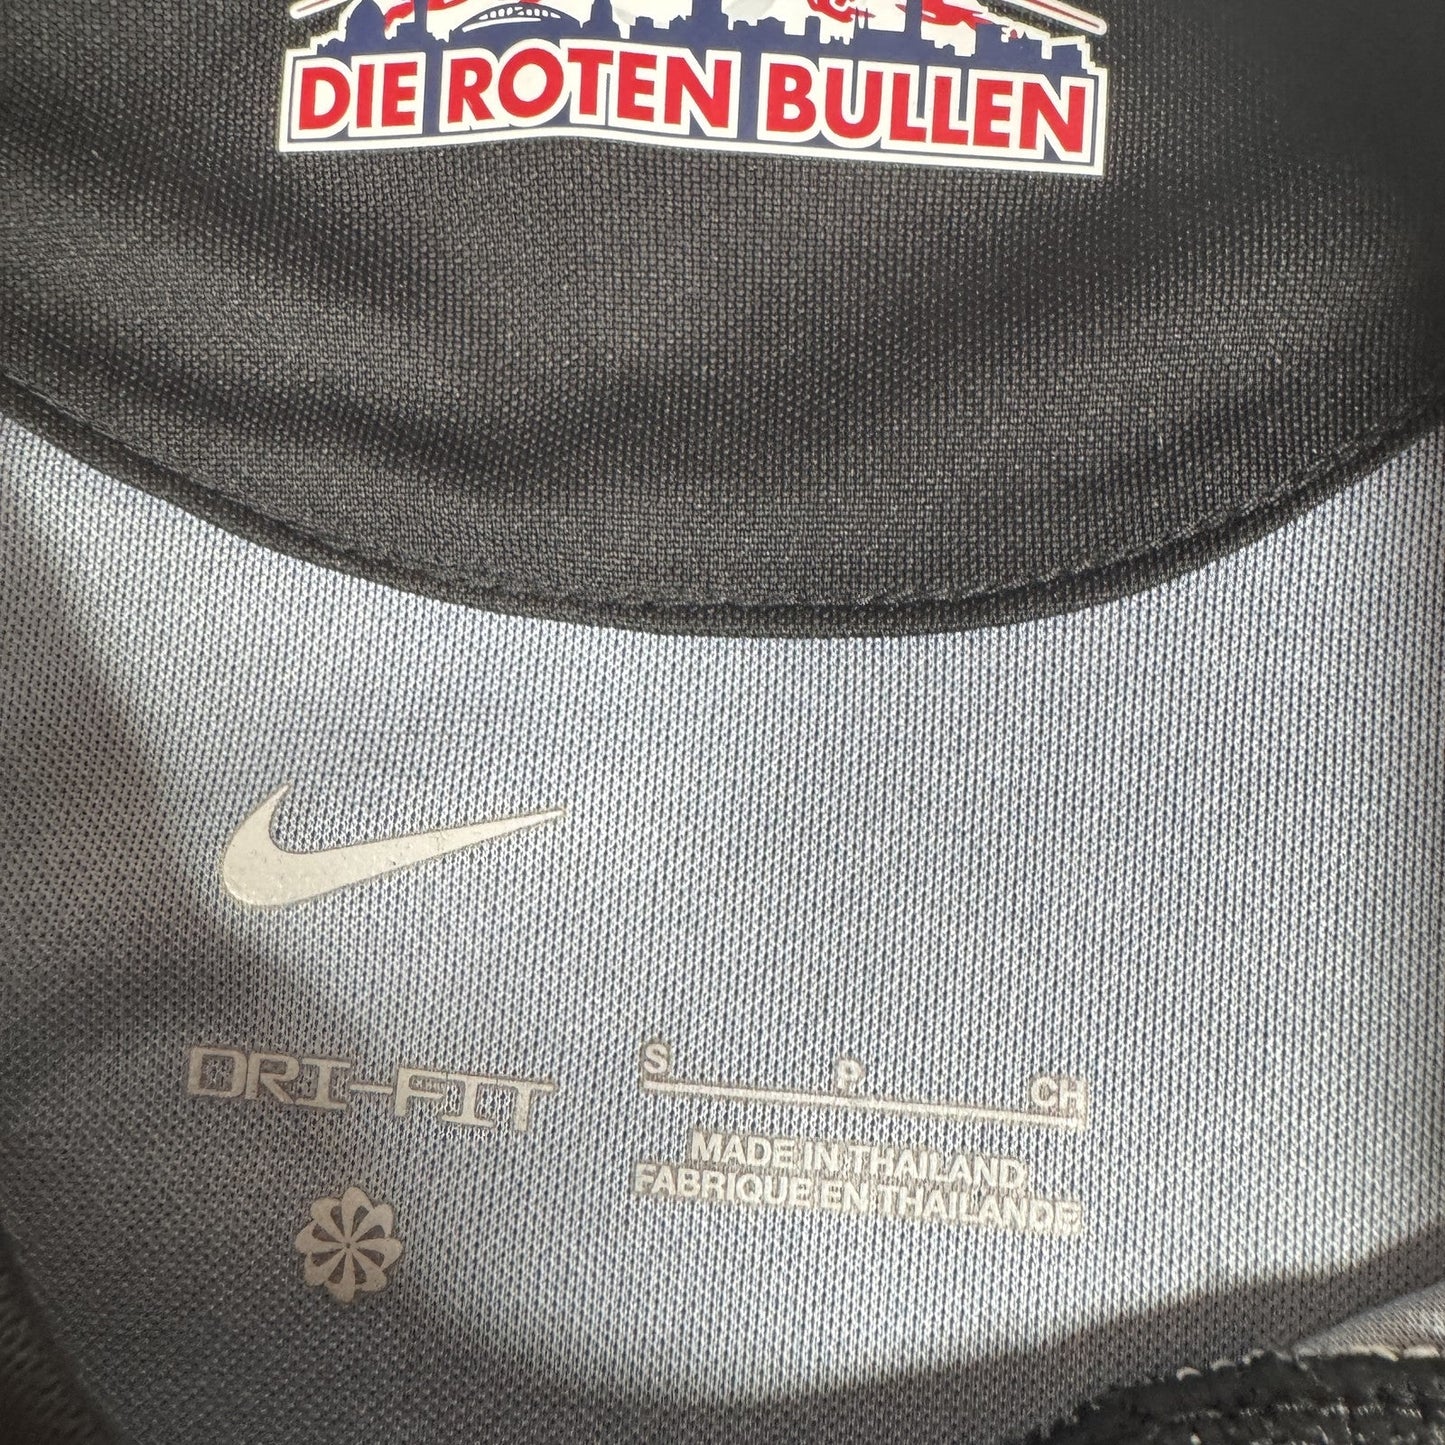 DIE ROTEN BULLEN
DRI-FIT
S P CH
MADE IN THAILAND
FABRIQUE EN THAILANDE